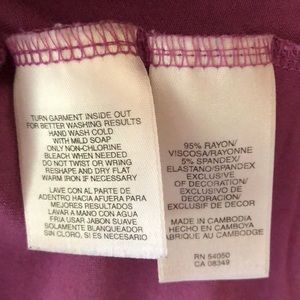 TURN GARMENT INSIDE OUT
FOR BETTER WASHING RESULTS
HAND WASH COLD
WITH MILD SOAP
ONLY NON-CHLORINE
BLEACH WHEN NEEDED
DO NOT TWIST OR WRING
RESHAPE AND DRY FLAT
WARM IRON IF NEEDED
LAVE CON AL PARTE DE
ADENTRO HACIA AFUERA PARA
MEJORES RESULTADOS
LAVAR A MANO CON AGUA
FRIA USAR JABON SUAVE
SOLAMENTE BLANQUEADOR
SIN CLORO, SI ES NECESARIO
95% RAYON/
VISCOSA/RAYONNE
5% SPANDEX/
ELASTANO/SPANDEX
EXCLUSIVE
OF DECORATION/
EXCLUSIVO DE
DECORACION/
EXCLUSIF DE DECOR
MADE IN CAMBODIA
HECHO EN CAMBOYA
FABRIQUE AU CAMBODGE
RN 54050
CA 08349